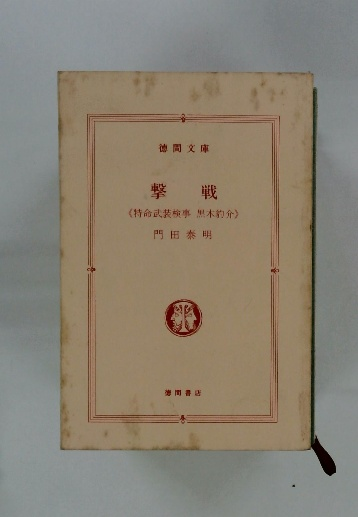 徳間文庫
撃戦
《特命武装検事 黒木豹介》
門田泰明
徳間書店